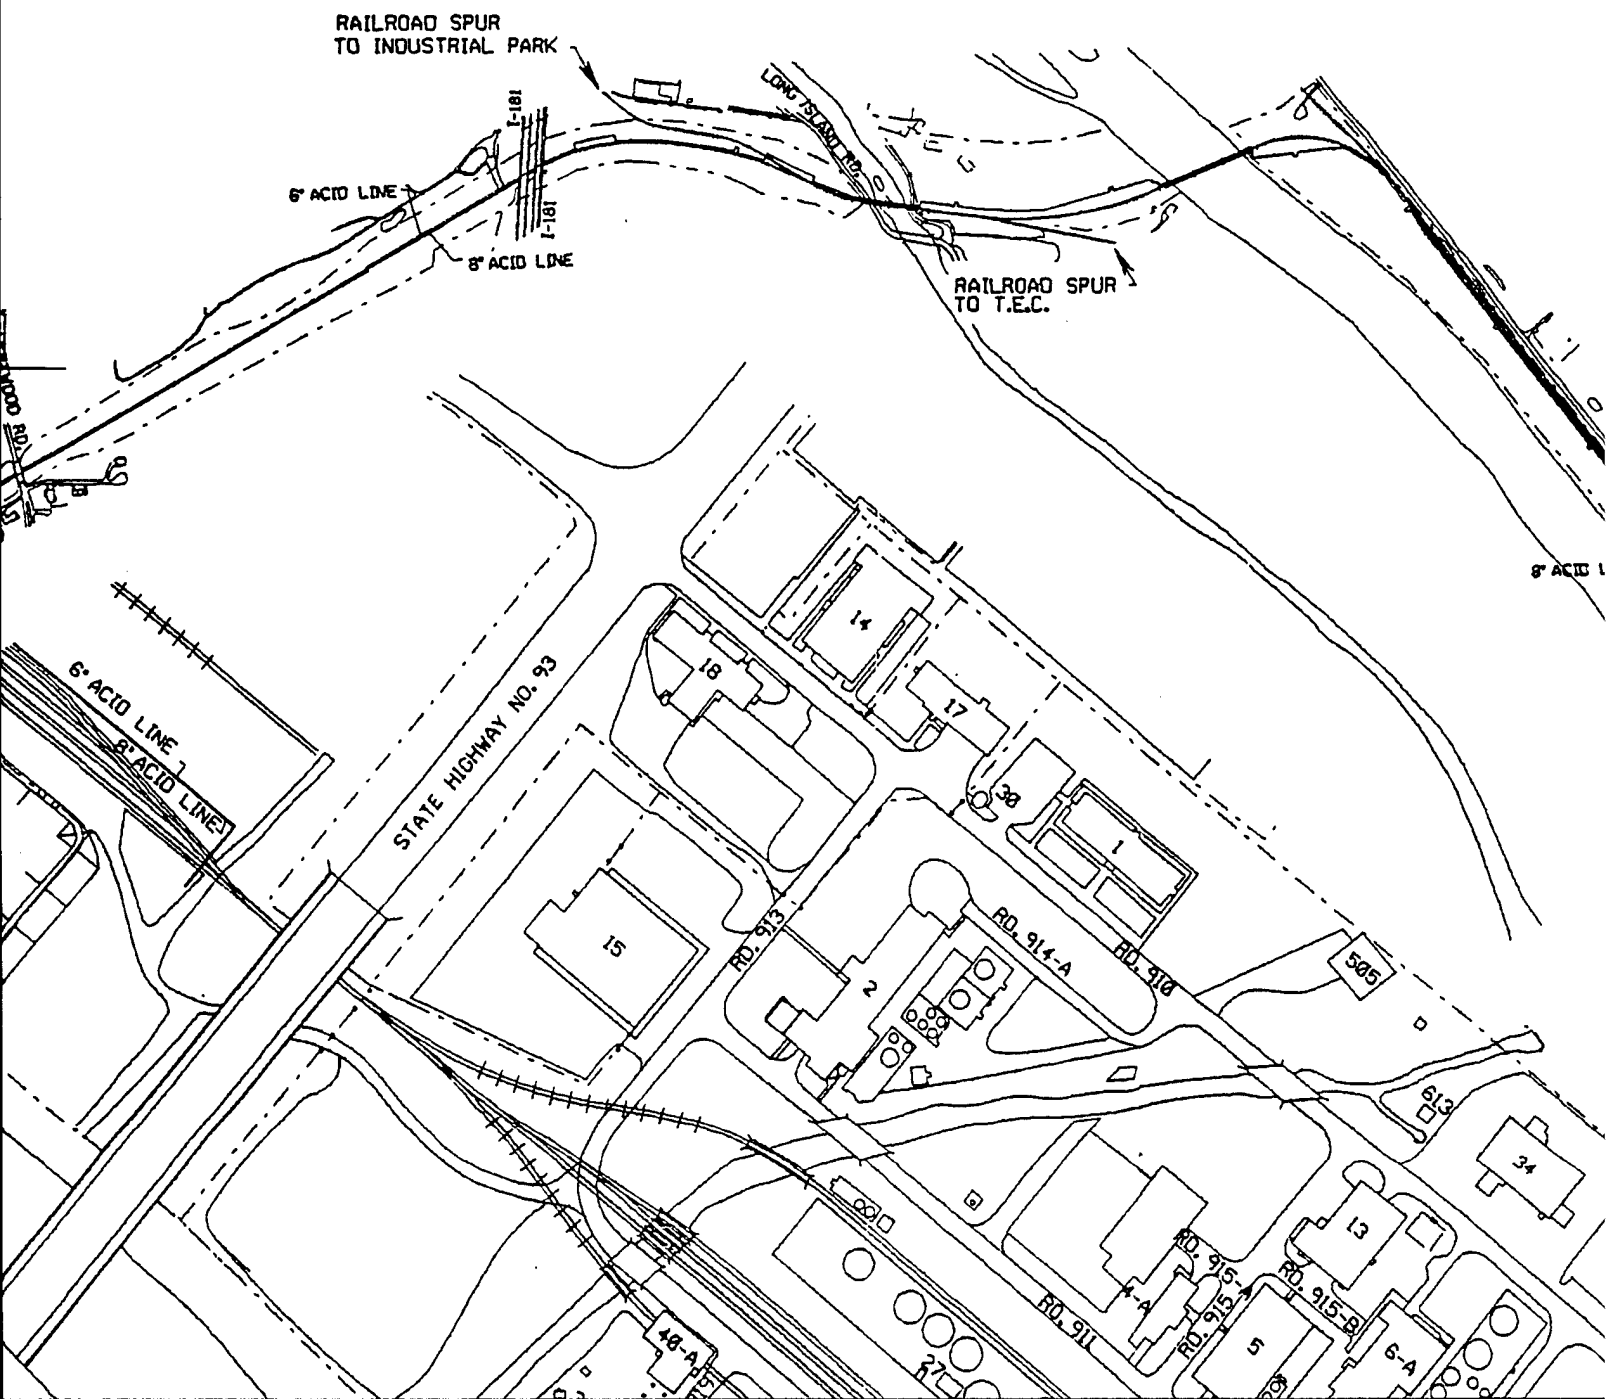 RAILROAD SPUR
TO INDUSTRIAL PARK
I-181
LONG ISLAND RD.
6" ACID LINE
I-181
8" ACID LINE
RAILROAD SPUR
TO T.E.C.
WOOD RD.
8" ACID L
14
6" ACID LINE
8" ACID LINE
STATE HIGHWAY NO. 93
18
17
30
1
15
RD. 913
2
RD. 914-A
RD. 910
505
613
34
13
RD. 915-A
RD. 915-B
RD. 915
4-A
RD. 911
5
6-A
40-A
27